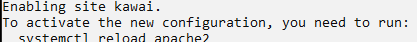 Enabling site kawai.
To activate the new configuration, you need to run:
  systemctl reload apache2